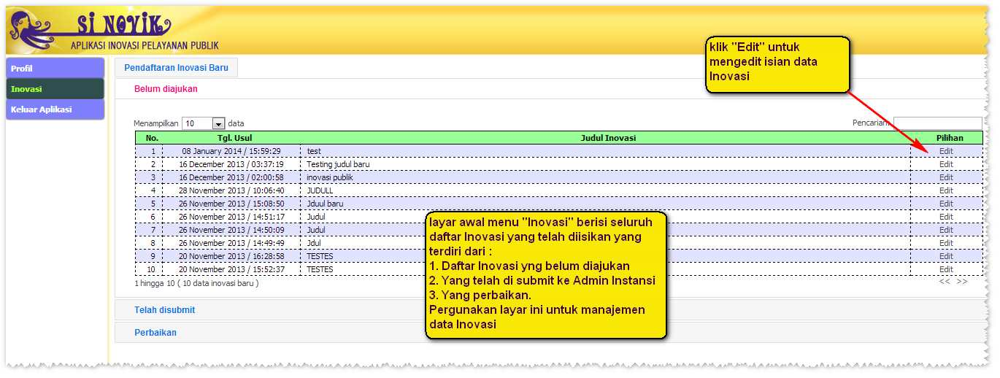 SI NOVIK
APLIKASI INOVASI PELAYANAN PUBLIK
klik "Edit" untuk
mengedit isian data
Inovasi
Profil
Inovasi
Keluar Aplikasi
Pendaftaran Inovasi Baru
Belum diajukan
Menampilkan 10 data
Pencarian:
No. Tgl. Usul Judul Inovasi Pilihan
1 08 January 2014 / 15:59:29 test Edit
2 16 December 2013 / 03:37:19 Testing judul baru Edit
3 16 December 2013 / 02:00:58 inovasi publik Edit
4 28 November 2013 / 10:06:40 JUDULL Edit
5 26 November 2013 / 15:08:50 Jduul baru Edit
6 26 November 2013 / 14:51:17 Judul Edit
7 26 November 2013 / 14:50:09 Judul Edit
8 26 November 2013 / 14:49:49 Jdul Edit
9 20 November 2013 / 16:28:58 TESTES Edit
10 20 November 2013 / 15:52:37 TESTES Edit
1 hingga 10 ( 10 data inovasi baru )
<< >>
layar awal menu "Inovasi" berisi seluruh
daftar Inovasi yang telah diisikan yang
terdiri dari :
1. Daftar Inovasi yng belum diajukan
2. Yang telah di submit ke Admin Instansi
3. Yang perbaikan.
Pergunakan layar ini untuk manajemen
data Inovasi
Telah disubmit
Perbaikan